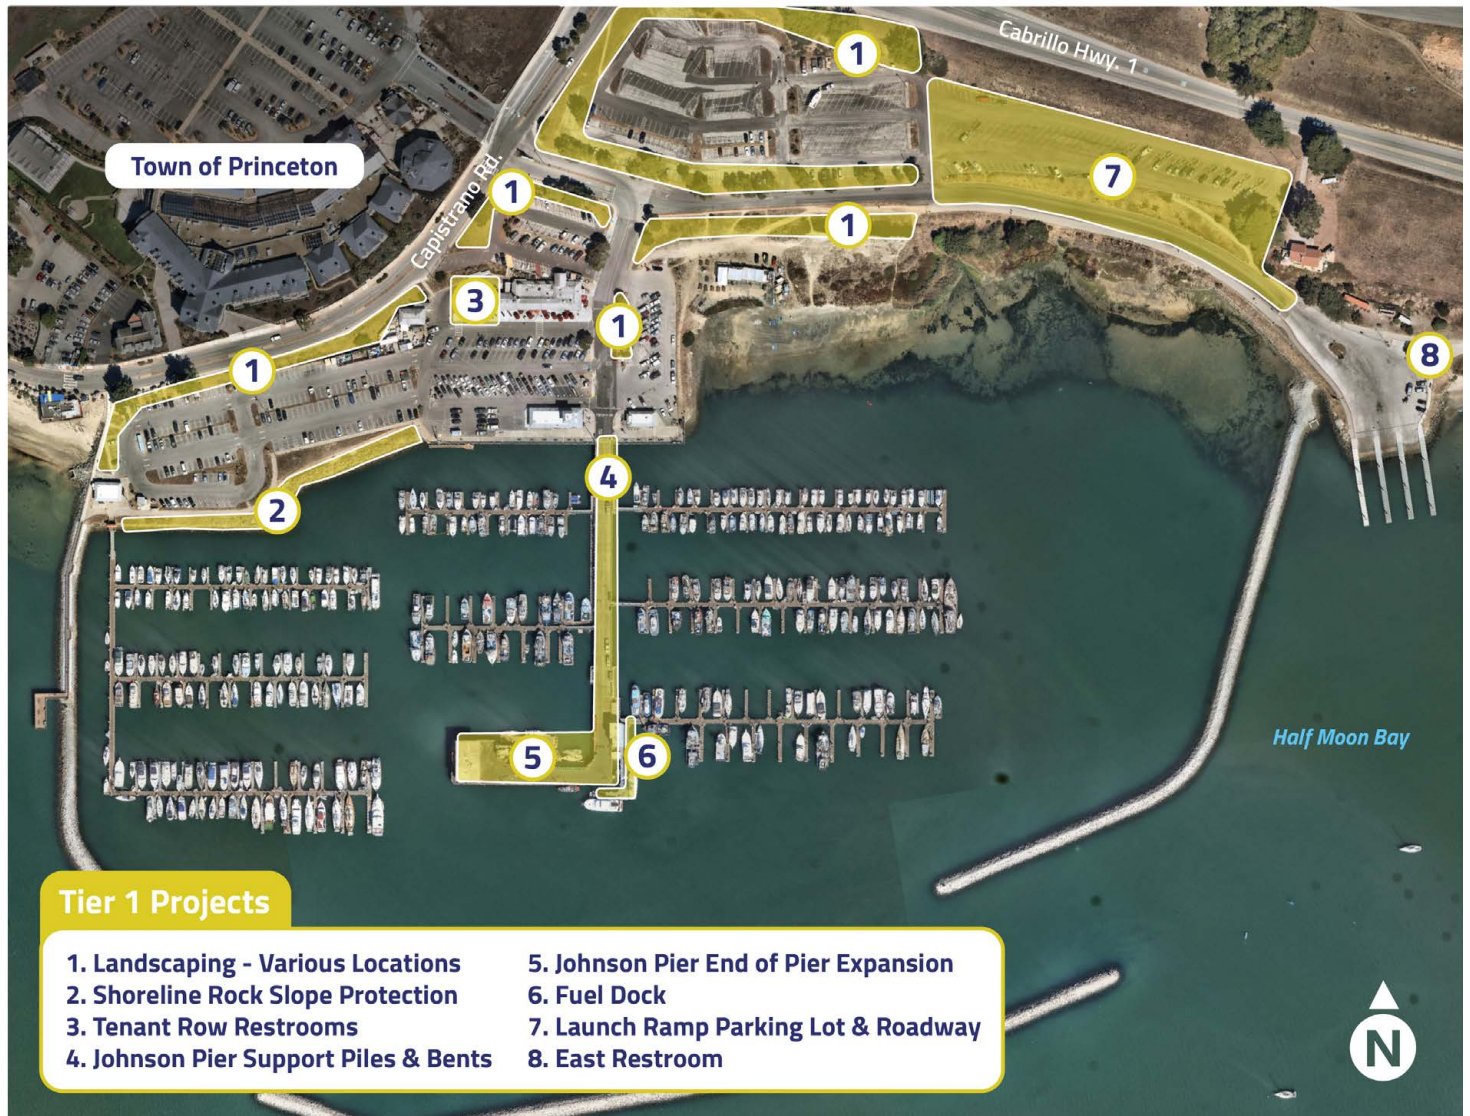 Cabrillo Hwy. 1
1
Town of Princeton
Capistrano Rd.
1
7
1
3
1
1
8
2
4
5
6
Half Moon Bay
Tier 1 Projects
1. Landscaping - Various Locations
2. Shoreline Rock Slope Protection
3. Tenant Row Restrooms
4. Johnson Pier Support Piles & Bents
5. Johnson Pier End of Pier Expansion
6. Fuel Dock
7. Launch Ramp Parking Lot & Roadway
8. East Restroom
N